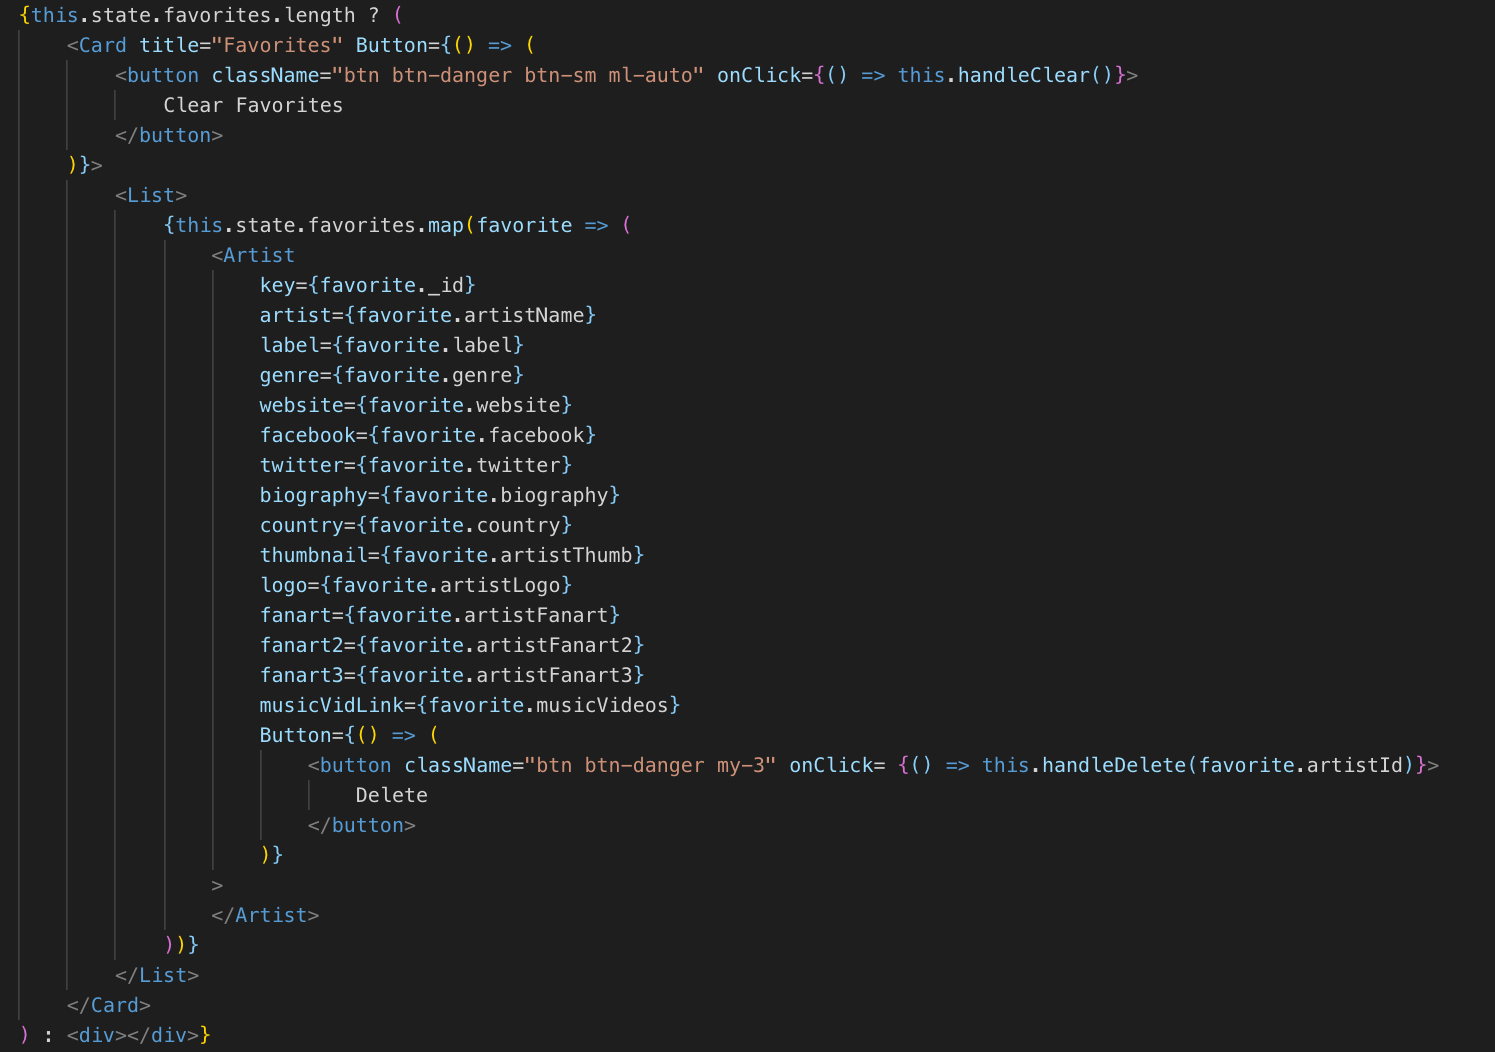 {this.state.favorites.length ? (
    <Card title="Favorites" Button={() => (
        <button className="btn btn-danger btn-sm ml-auto" onClick={() => this.handleClear()}>
            Clear Favorites
        </button>
    )}>
        <List>
            {this.state.favorites.map(favorite => (
                <Artist
                    key={favorite._id}
                    artist={favorite.artistName}
                    label={favorite.label}
                    genre={favorite.genre}
                    website={favorite.website}
                    facebook={favorite.facebook}
                    twitter={favorite.twitter}
                    biography={favorite.biography}
                    country={favorite.country}
                    thumbnail={favorite.artistThumb}
                    logo={favorite.artistLogo}
                    fanart={favorite.artistFanart}
                    fanart2={favorite.artistFanart2}
                    fanart3={favorite.artistFanart3}
                    musicVidLink={favorite.musicVideos}
                    Button={() => (
                        <button className="btn btn-danger my-3" onClick= {() => this.handleDelete(favorite.artistId)}>
                            Delete
                        </button>
                    )}
                >
                </Artist>
            ))}
        </List>
    </Card>
) : <div></div>}